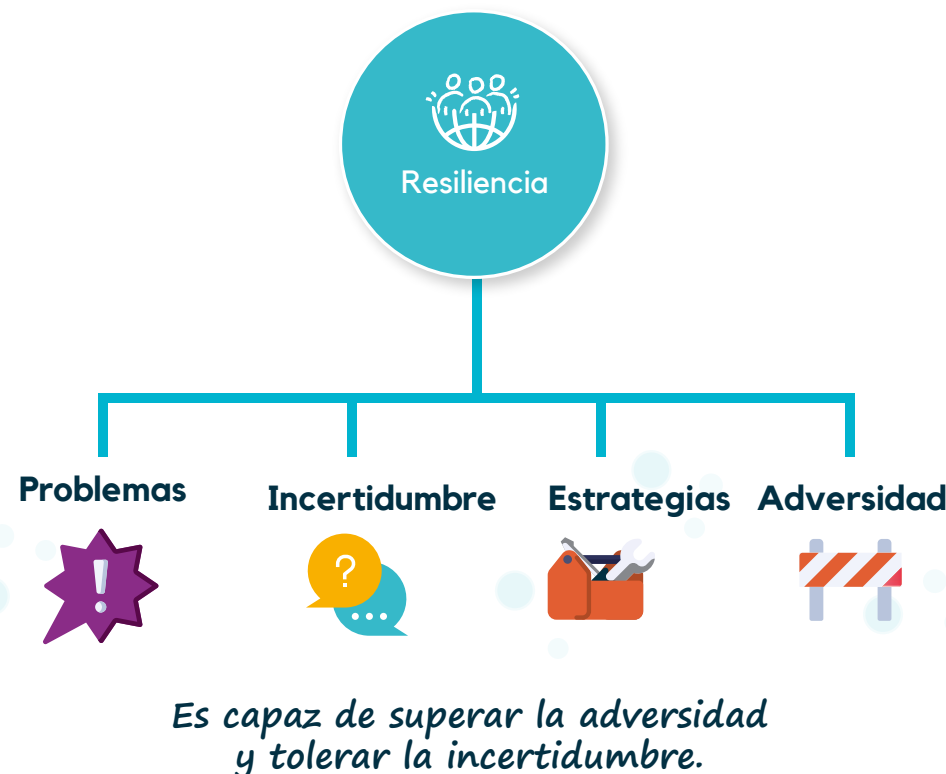 Resiliencia
Problemas
Incertidumbre
Estrategias
Adversidad
?
Es capaz de superar la adversidad
y tolerar la incertidumbre.